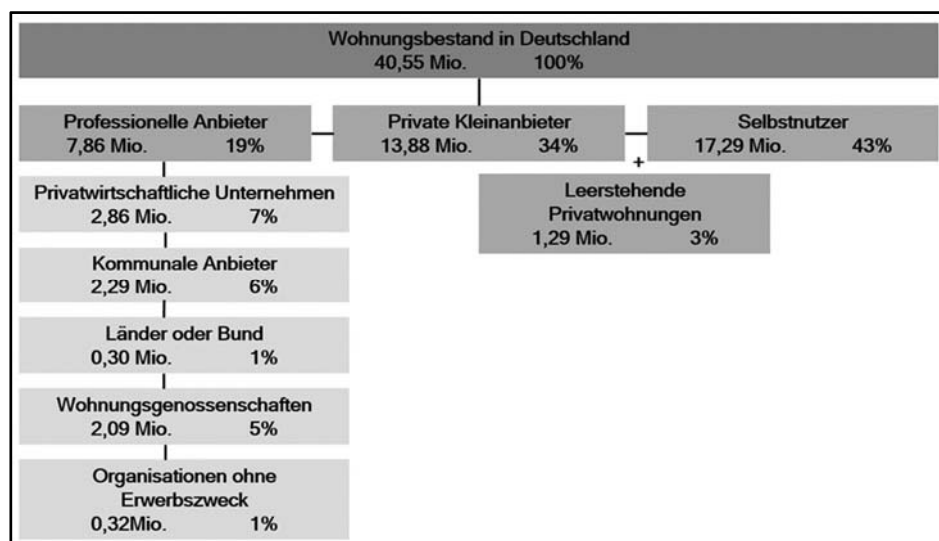 Wohnungsbestand in Deutschland
40,55 Mio. 100%
Professionelle Anbieter
7,86 Mio. 19%
Private Kleinanbieter
13,88 Mio. 34%
Selbstnutzer
17,29 Mio. 43%
+
Leerstehende
Privatwohnungen
1,29 Mio. 3%
Privatwirtschaftliche Unternehmen
2,86 Mio. 7%
Kommunale Anbieter
2,29 Mio. 6%
Länder oder Bund
0,30 Mio. 1%
Wohnungsgenossenschaften
2,09 Mio. 5%
Organisationen ohne
Erwerbszweck
0,32Mio. 1%